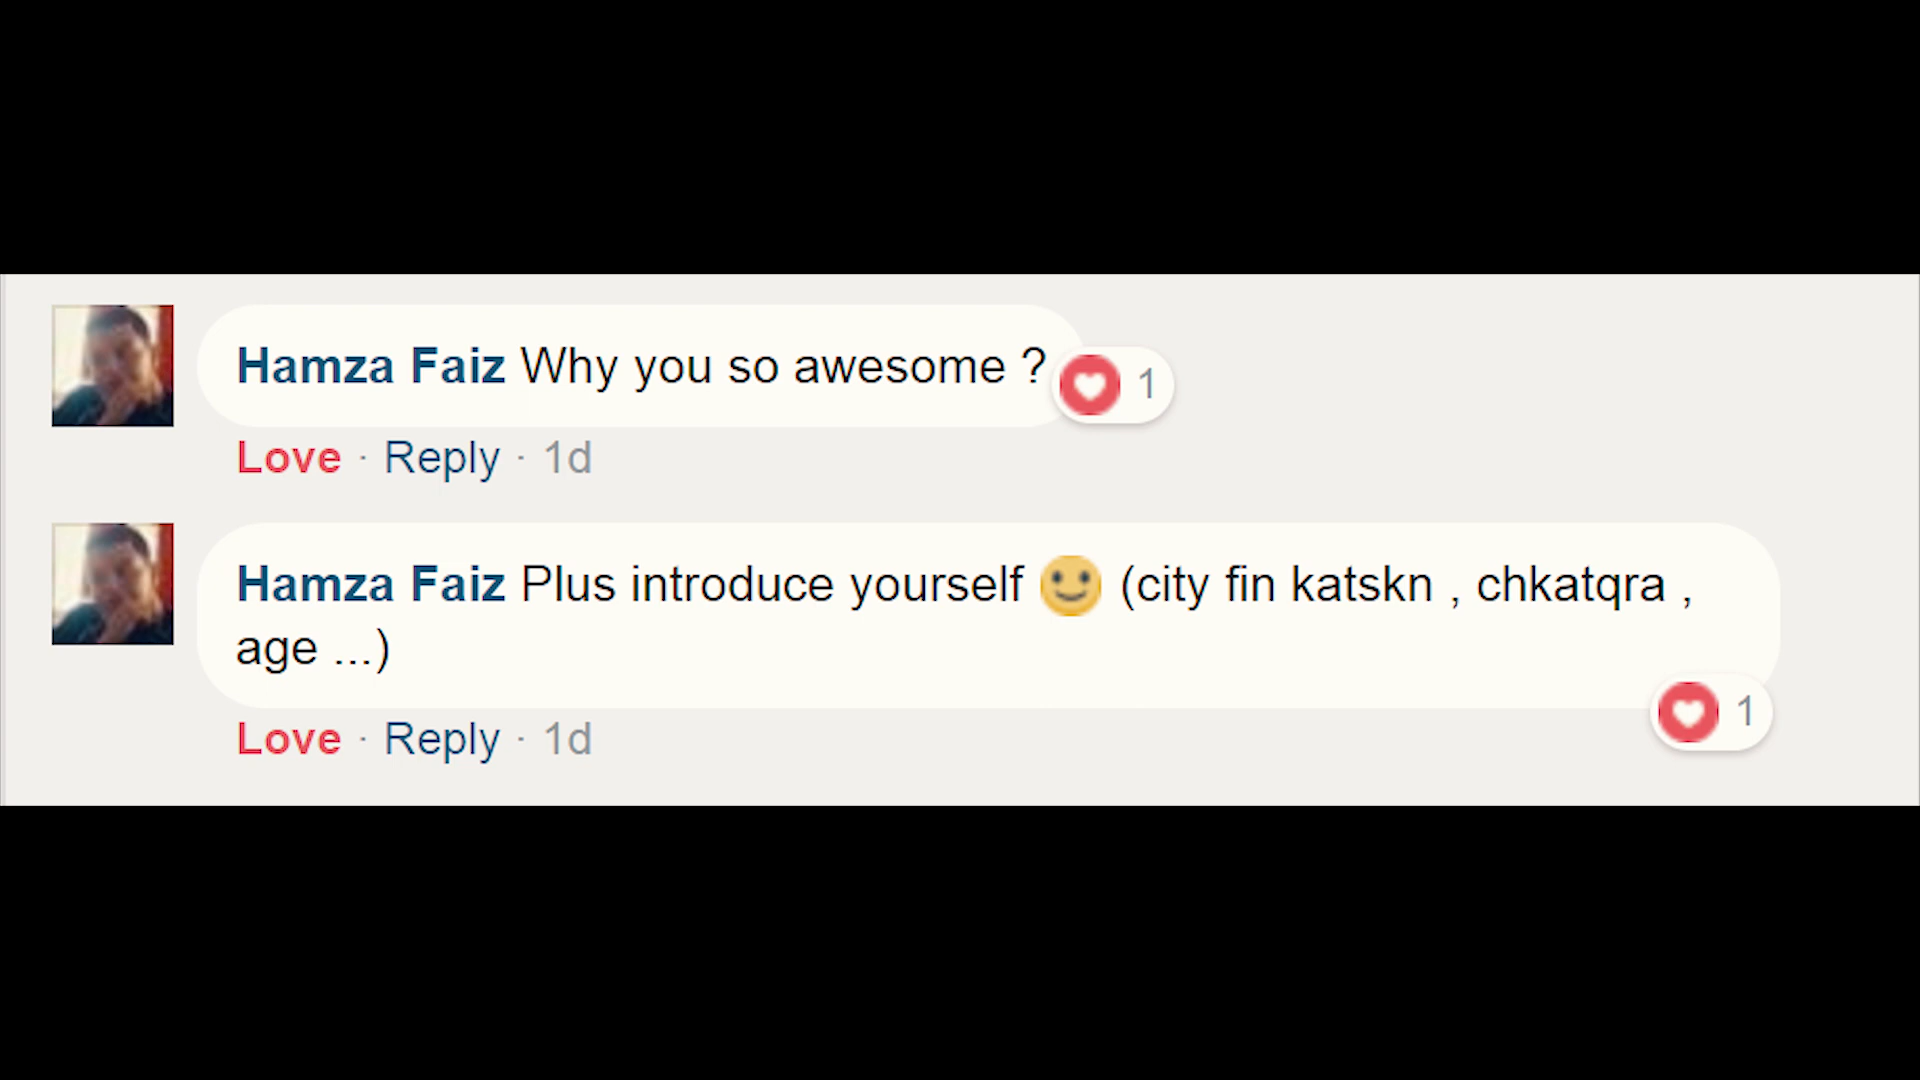 Hamza Faiz Why you so awesome ?
1
Love · Reply · 1d
Hamza Faiz Plus introduce yourself 🙂 (city fin katskn , chkatqra ,
age ...)
1
Love · Reply · 1d